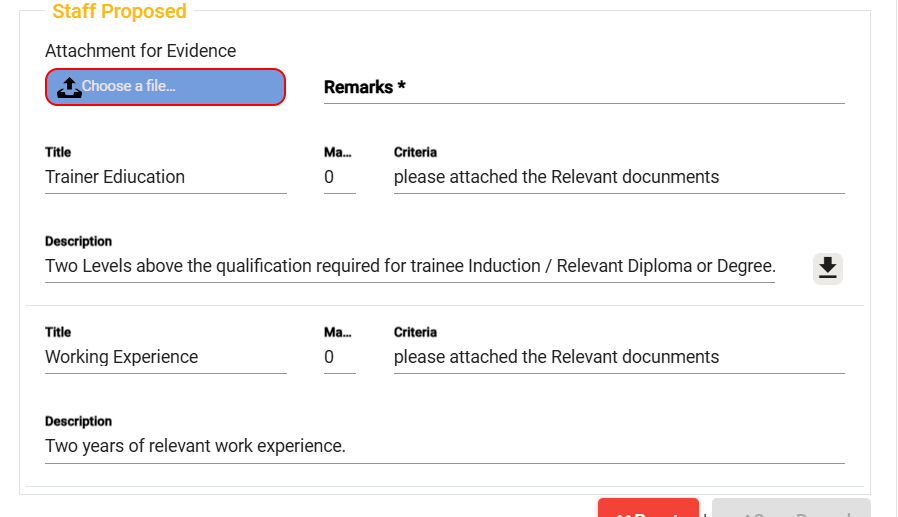 Staff Proposed
Attachment for Evidence
Choose a file...
Remarks *
Title Ma... Criteria
Trainer Ediucation 0 please attached the Relevant docunments
Description
Two Levels above the qualification required for trainee Induction / Relevant Diploma or Degree.
Title Ma... Criteria
Working Experience 0 please attached the Relevant docunments
Description
Two years of relevant work experience.